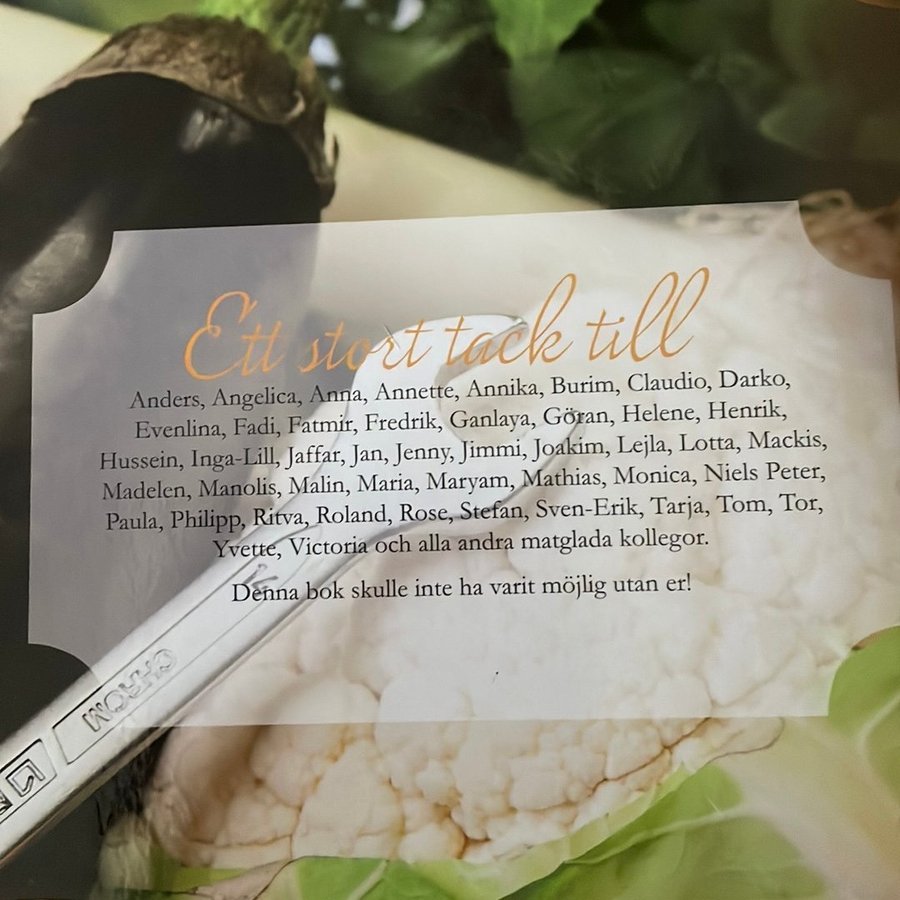 Ett stort tack till
Anders, Angelica, Anna, Annette, Annika, Burim, Claudio, Darko,
Evenlina, Fadi, Fatmir, Fredrik, Ganlaya, Göran, Helene, Henrik,
Hussein, Inga-Lill, Jaffar, Jan, Jenny, Jimmi, Joakim, Lejla, Lotta, Mackis,
Madelen, Manolis, Malin, Maria, Maryam, Mathias, Monica, Niels Peter,
Paula, Philipp, Ritva, Roland, Rose, Stefan, Sven-Erik, Tarja, Tom, Tor,
Yvette, Victoria och alla andra matglada kollegor.
Denna bok skulle inte ha varit möjlig utan er!
14
CHROM